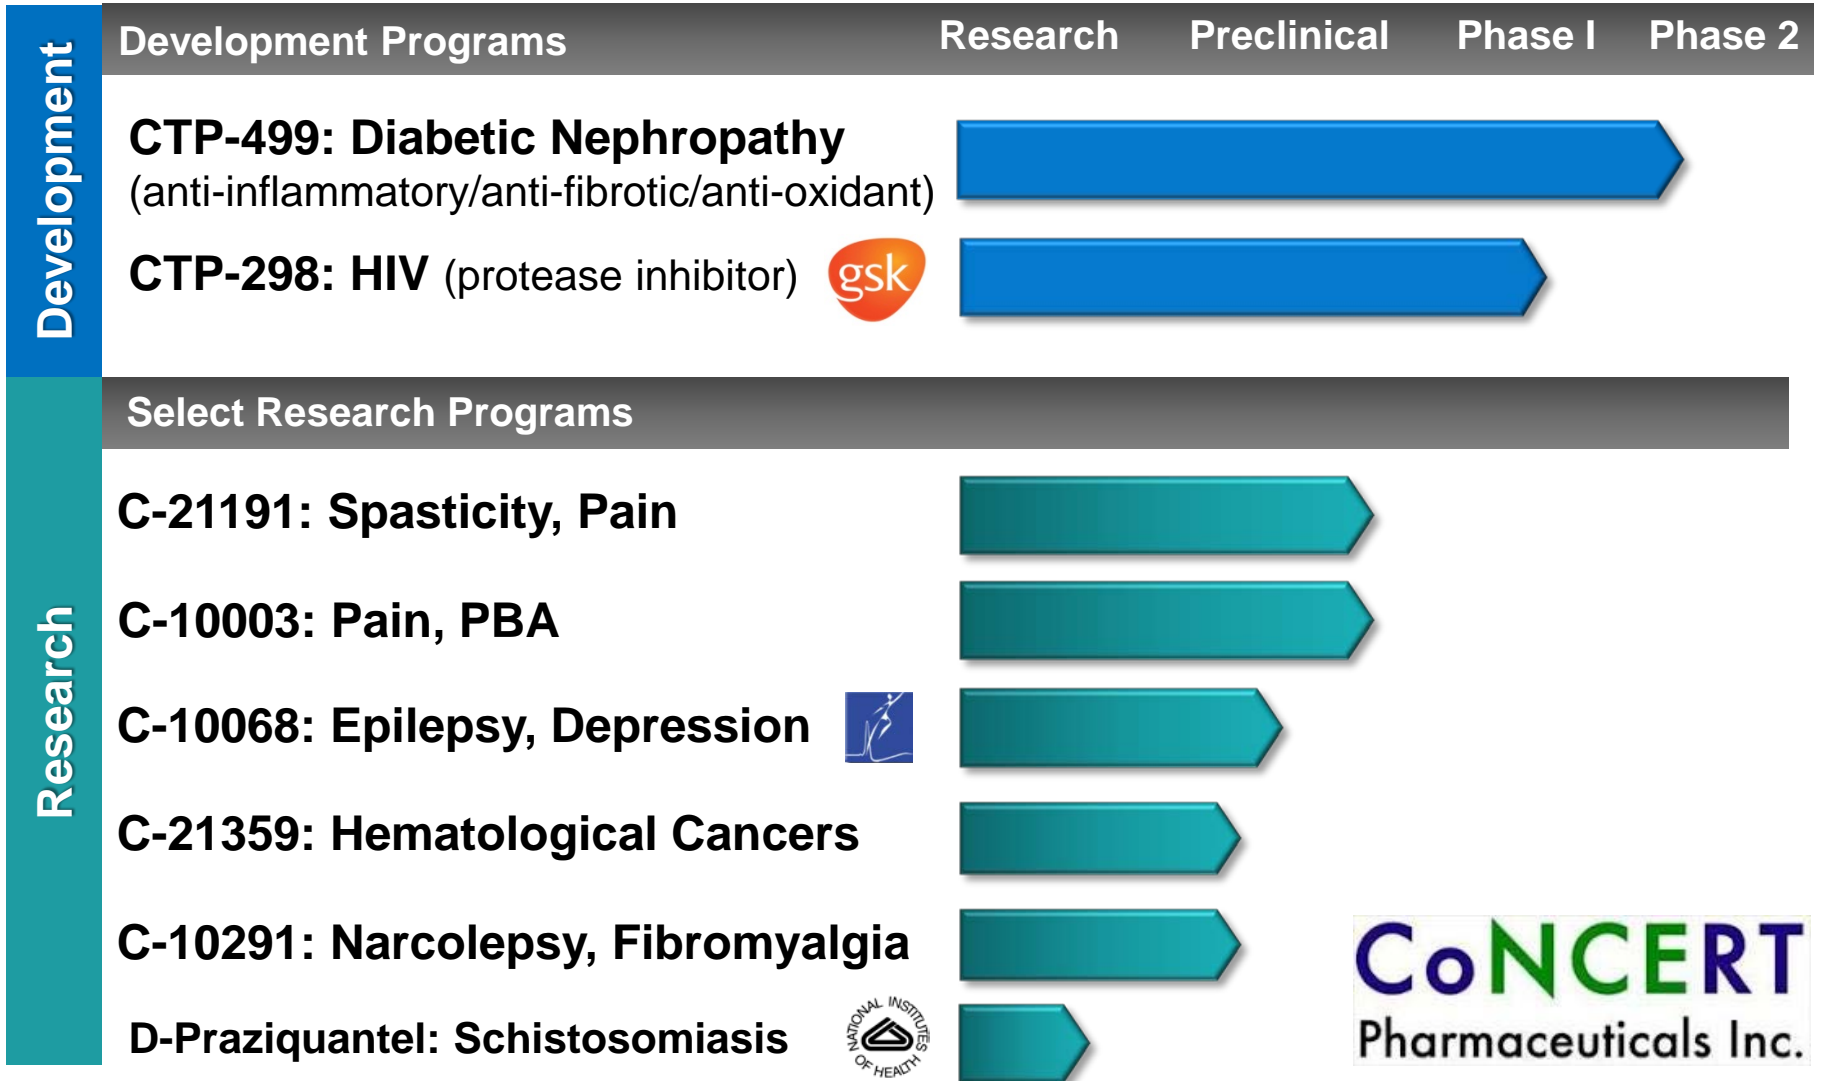 Development
Development Programs Research Preclinical Phase I Phase 2
CTP-499: Diabetic Nephropathy
(anti-inflammatory/anti-fibrotic/anti-oxidant)
CTP-298: HIV (protease inhibitor) gsk
Research
Select Research Programs
C-21191: Spasticity, Pain
C-10003: Pain, PBA
C-10068: Epilepsy, Depression
C-21359: Hematological Cancers
C-10291: Narcolepsy, Fibromyalgia
D-Praziquantel: Schistosomiasis
NATIONAL INSTITUTES OF HEALTH
CoNCERT
Pharmaceuticals Inc.